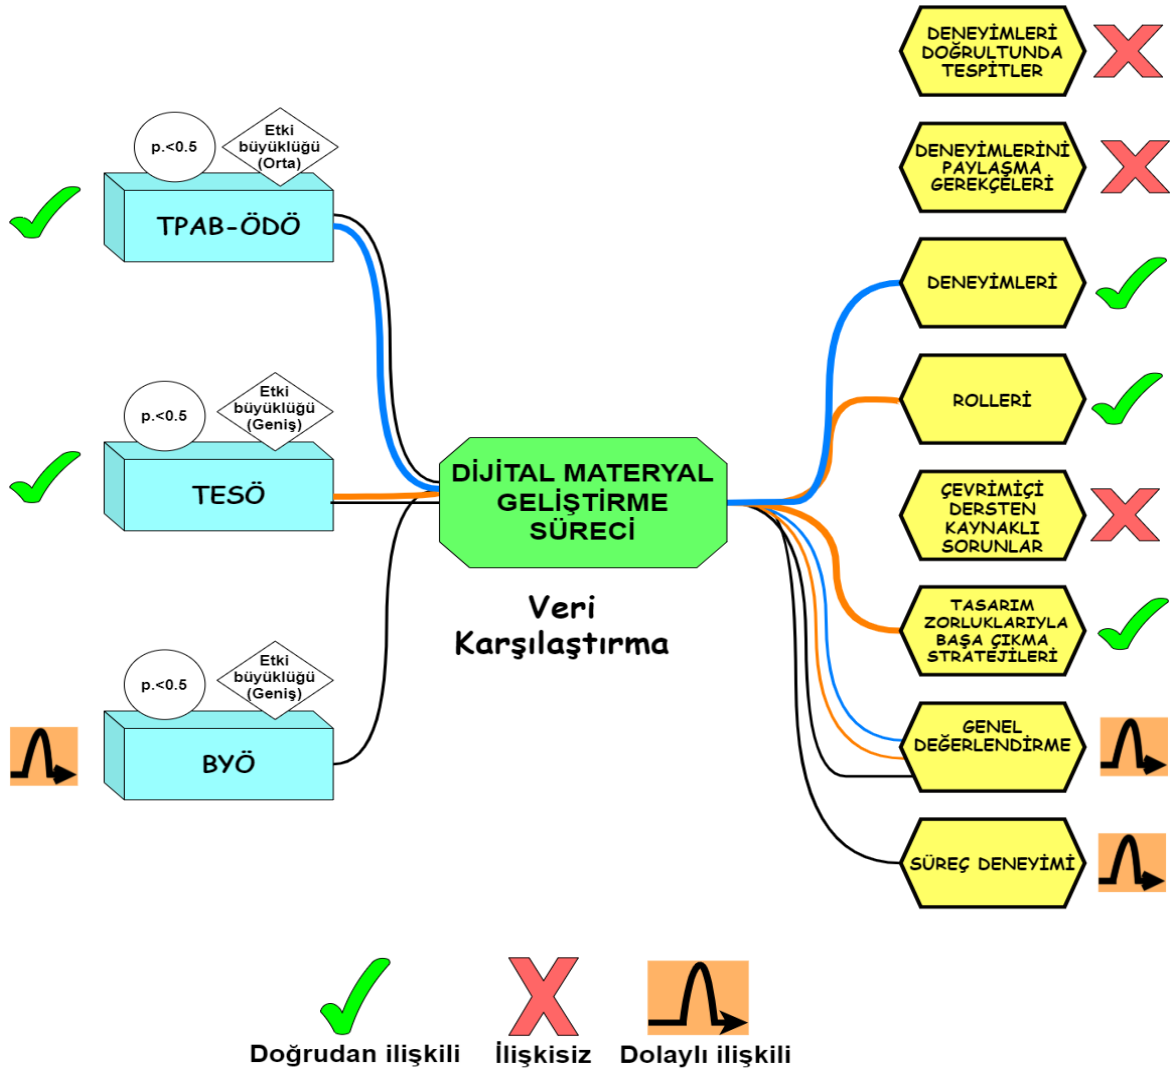 DENEYİMLERİ
DOĞRULTUNDA
TESPİTLER
p.<0.5
Etki
büyüklüğü
(Orta)
TPAB-ÖDÖ
DENEYİMLERİNİ
PAYLAŞMA
GEREKÇELERİ
DENEYİMLERİ
p.<0.5
Etki
büyüklüğü
(Geniş)
TESÖ
ROLLERİ
DİJİTAL MATERYAL
GELİŞTİRME
SÜRECİ
ÇEVRİMİÇİ
DERSTEN
KAYNAKLI
SORUNLAR
Veri
Karşılaştırma
TASARIM
ZORLUKLARIYLA
BAŞA ÇIKMA
STRATEJİLERİ
p.<0.5
Etki
büyüklüğü
(Geniş)
BYÖ
GENEL
DEĞERLENDİRME
SÜREÇ DENEYİMİ
Doğrudan ilişkili
İlişkisiz
Dolaylı ilişkili